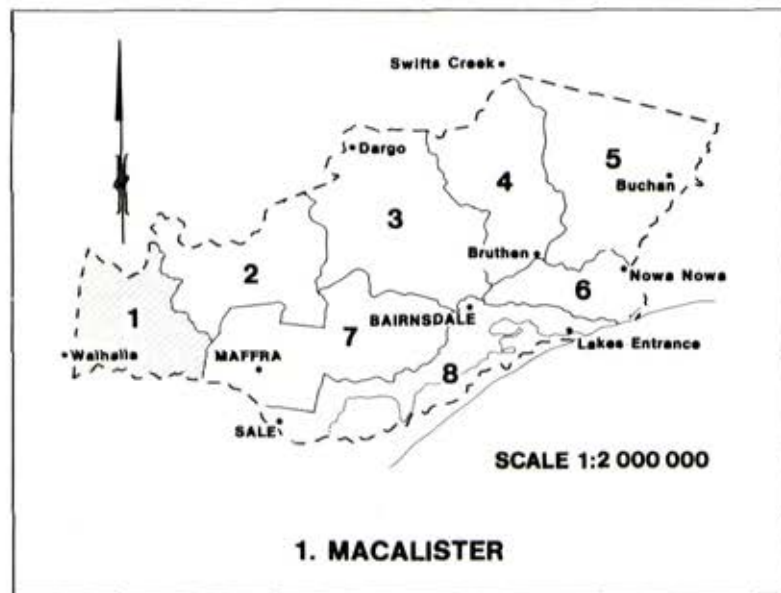 Swifts Creek
Dargo
5
4
Buchan
3
Bruthen
2
Nowa Nowa
6
1
BAIRNSDALE
7
Lakes Entrance
Walhalla
MAFFRA
8
SALE
SCALE 1:2 000 000
1. MACALISTER